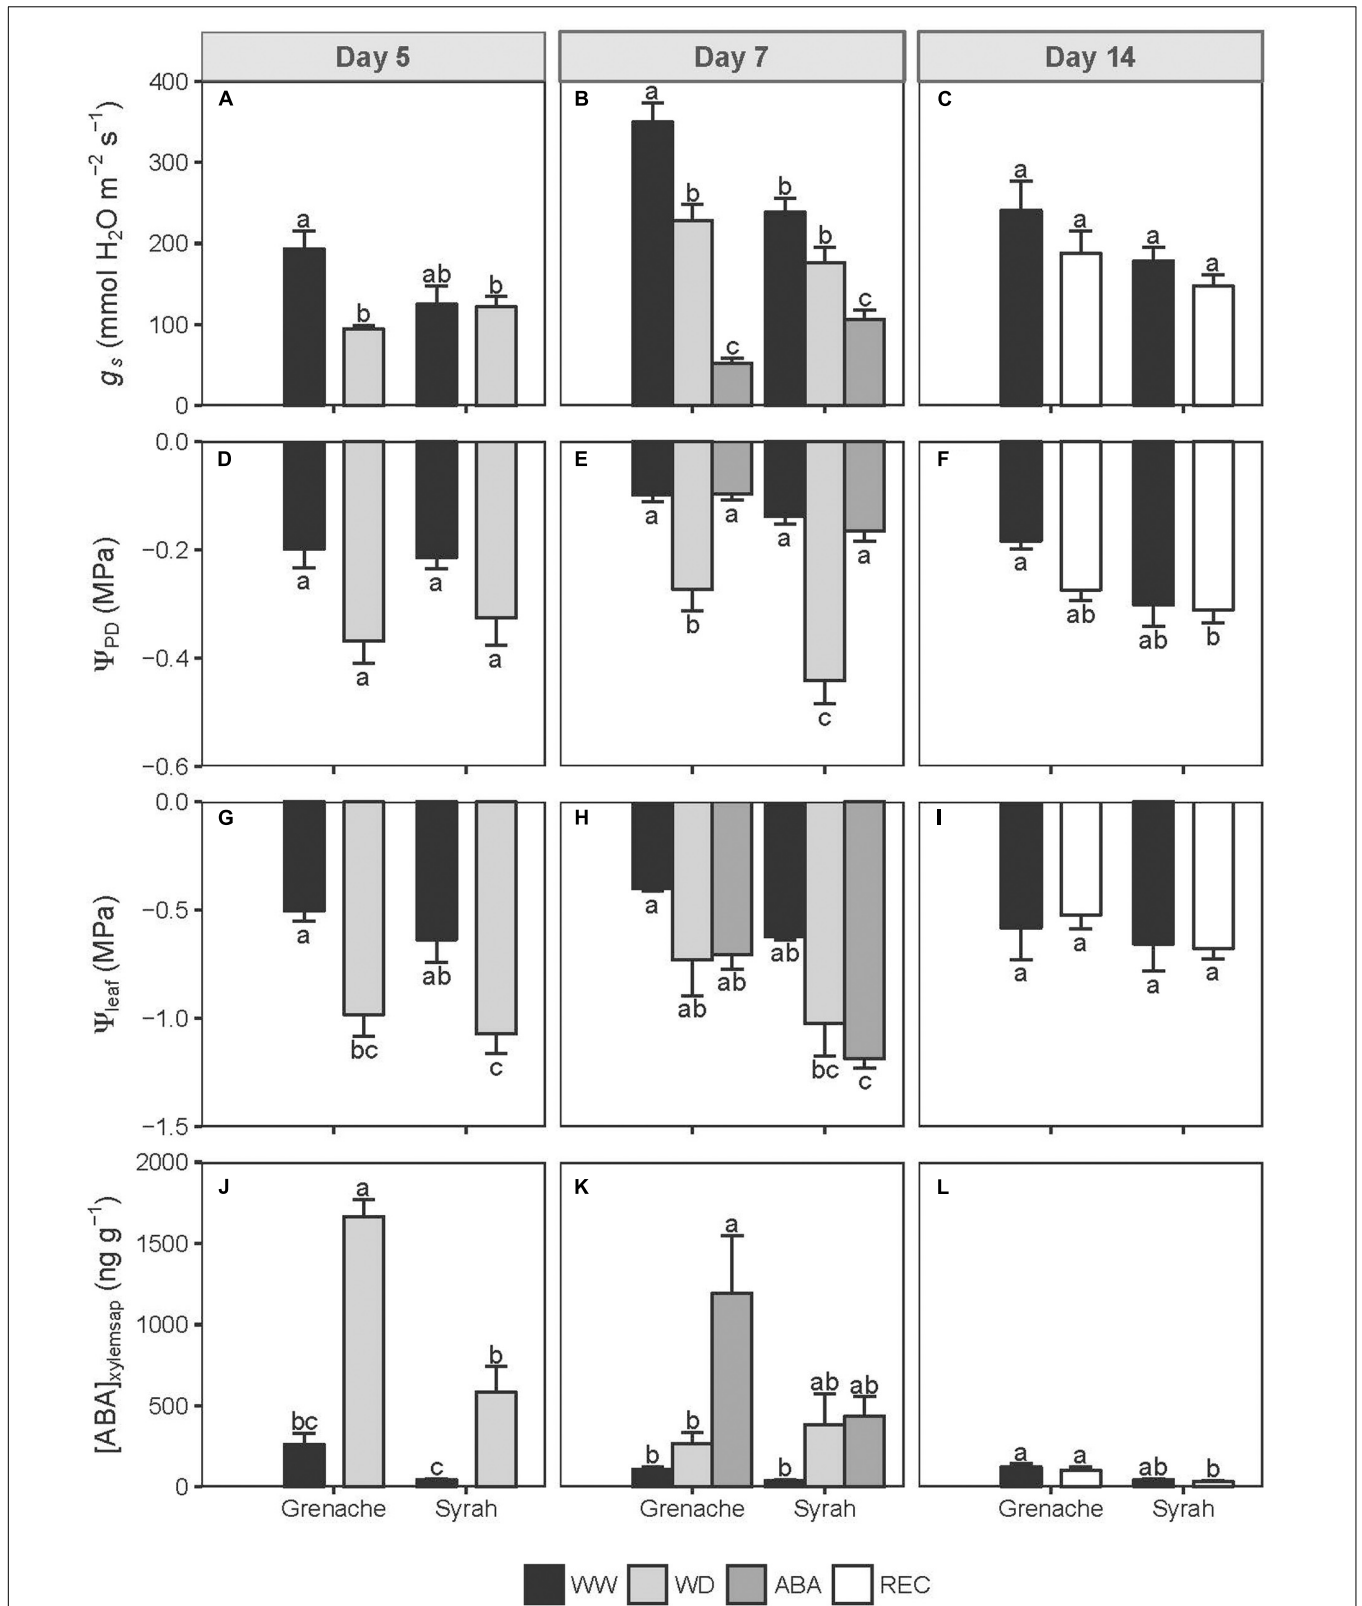 Day 5 Day 7 Day 14
g s (mmol H2O m−2 s−1)
400
300
200
100
0
A
a
b
ab
b
B
a
b
c
b
b
c
C
a
a
a
a
ΨPD (MPa)
0.0
−0.2
−0.4
−0.6
D
a
a
a
a
E
a
b
a
a
c
a
F
a
ab
ab
b
Ψleaf (MPa)
0.0
−0.5
−1.0
−1.5
G
a
bc
ab
c
H
a
ab
ab
ab
bc
c
I
a
a
a
a
[ABA]xylemsap (ng g−1)
2000
1500
1000
500
0
J
bc
a
c
b
K
b
b
a
b
ab
ab
L
a
a
ab
b
Grenache Syrah Grenache Syrah Grenache Syrah
WW WD ABA REC